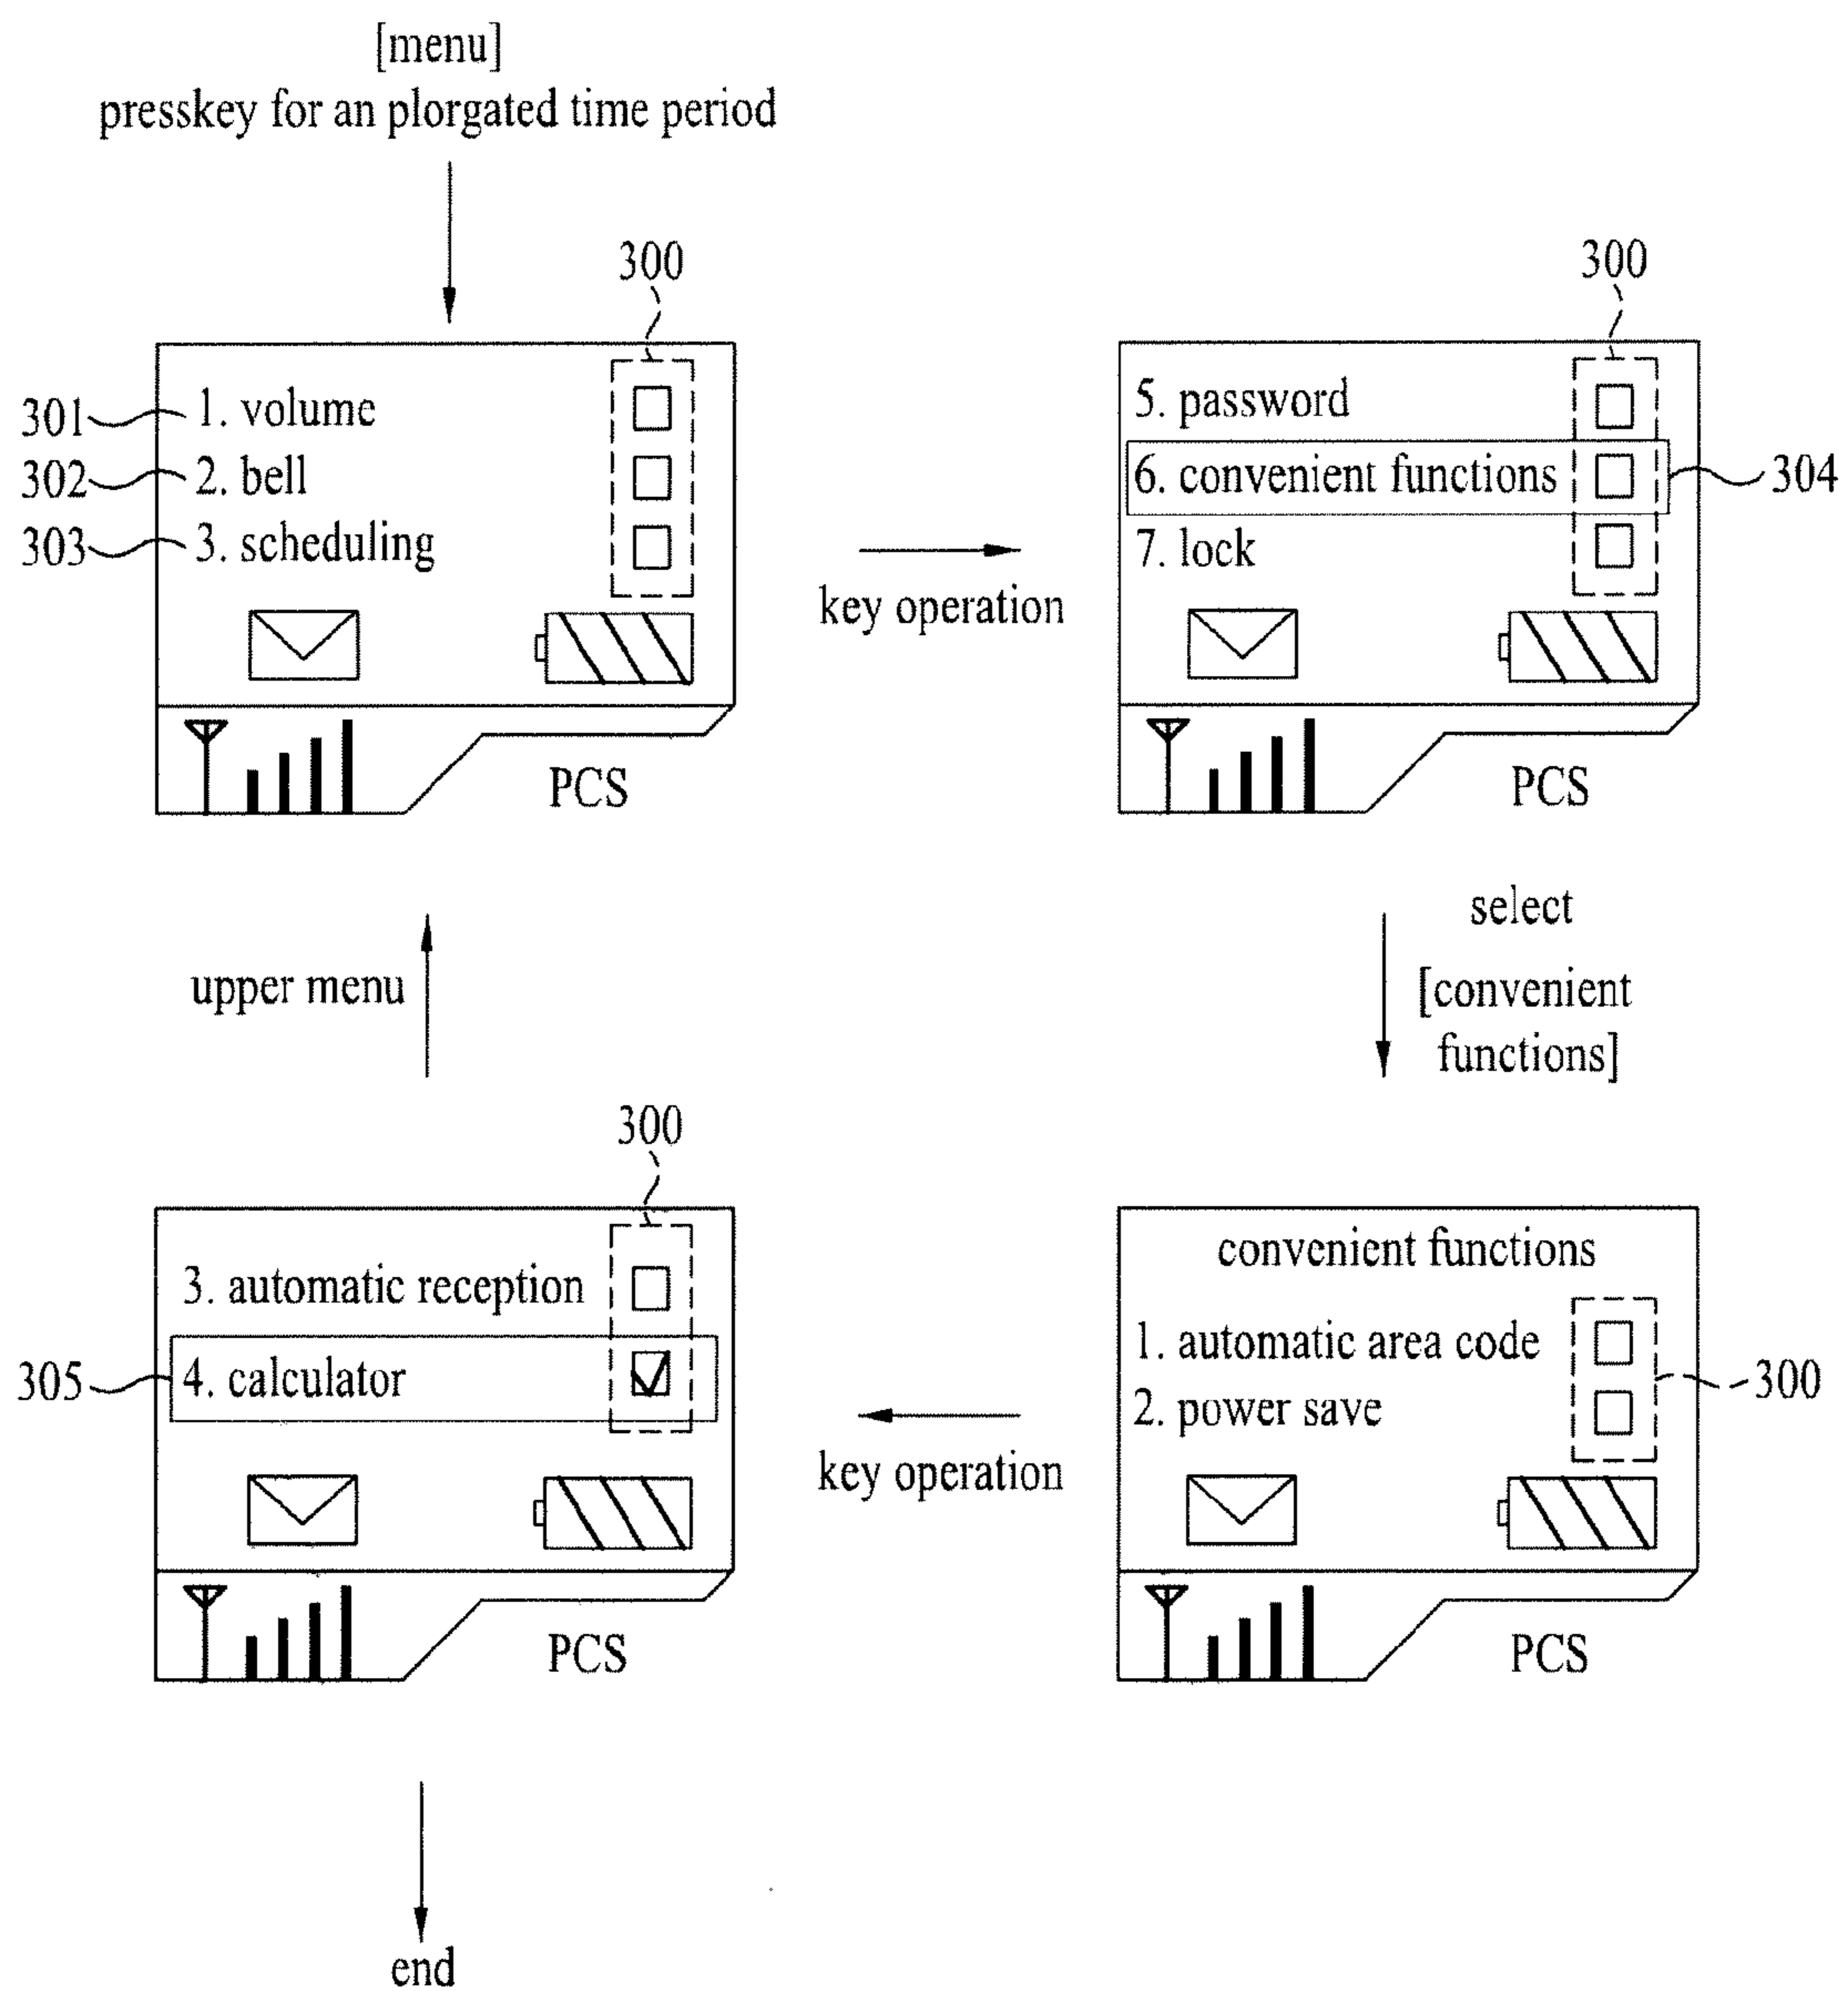 [menu]
presskey for an plorgated time period
300
301
1. volume
302
2. bell
303
3. scheduling
PCS
key operation
300
5. password
6. convenient functions
304
7. lock
PCS
select
[convenient
functions]
convenient functions
1. automatic area code
2. power save
300
PCS
key operation
300
3. automatic reception
305
4. calculator
PCS
upper menu
end